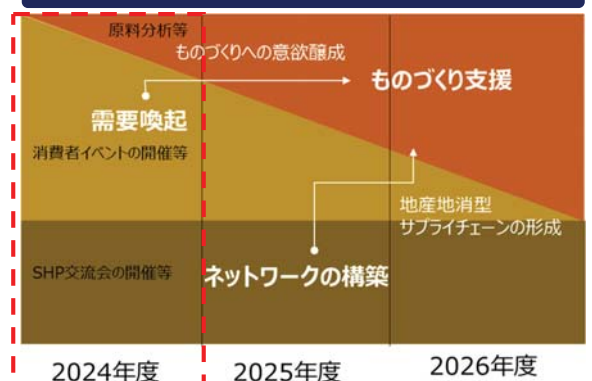 原料分析等
ものづくりへの意欲醸成
ものづくり支援
需要喚起
消費者イベントの開催等
地産地消型
サプライチェーンの形成
SHP交流会の開催等
ネットワークの構築
2024年度
2025年度
2026年度